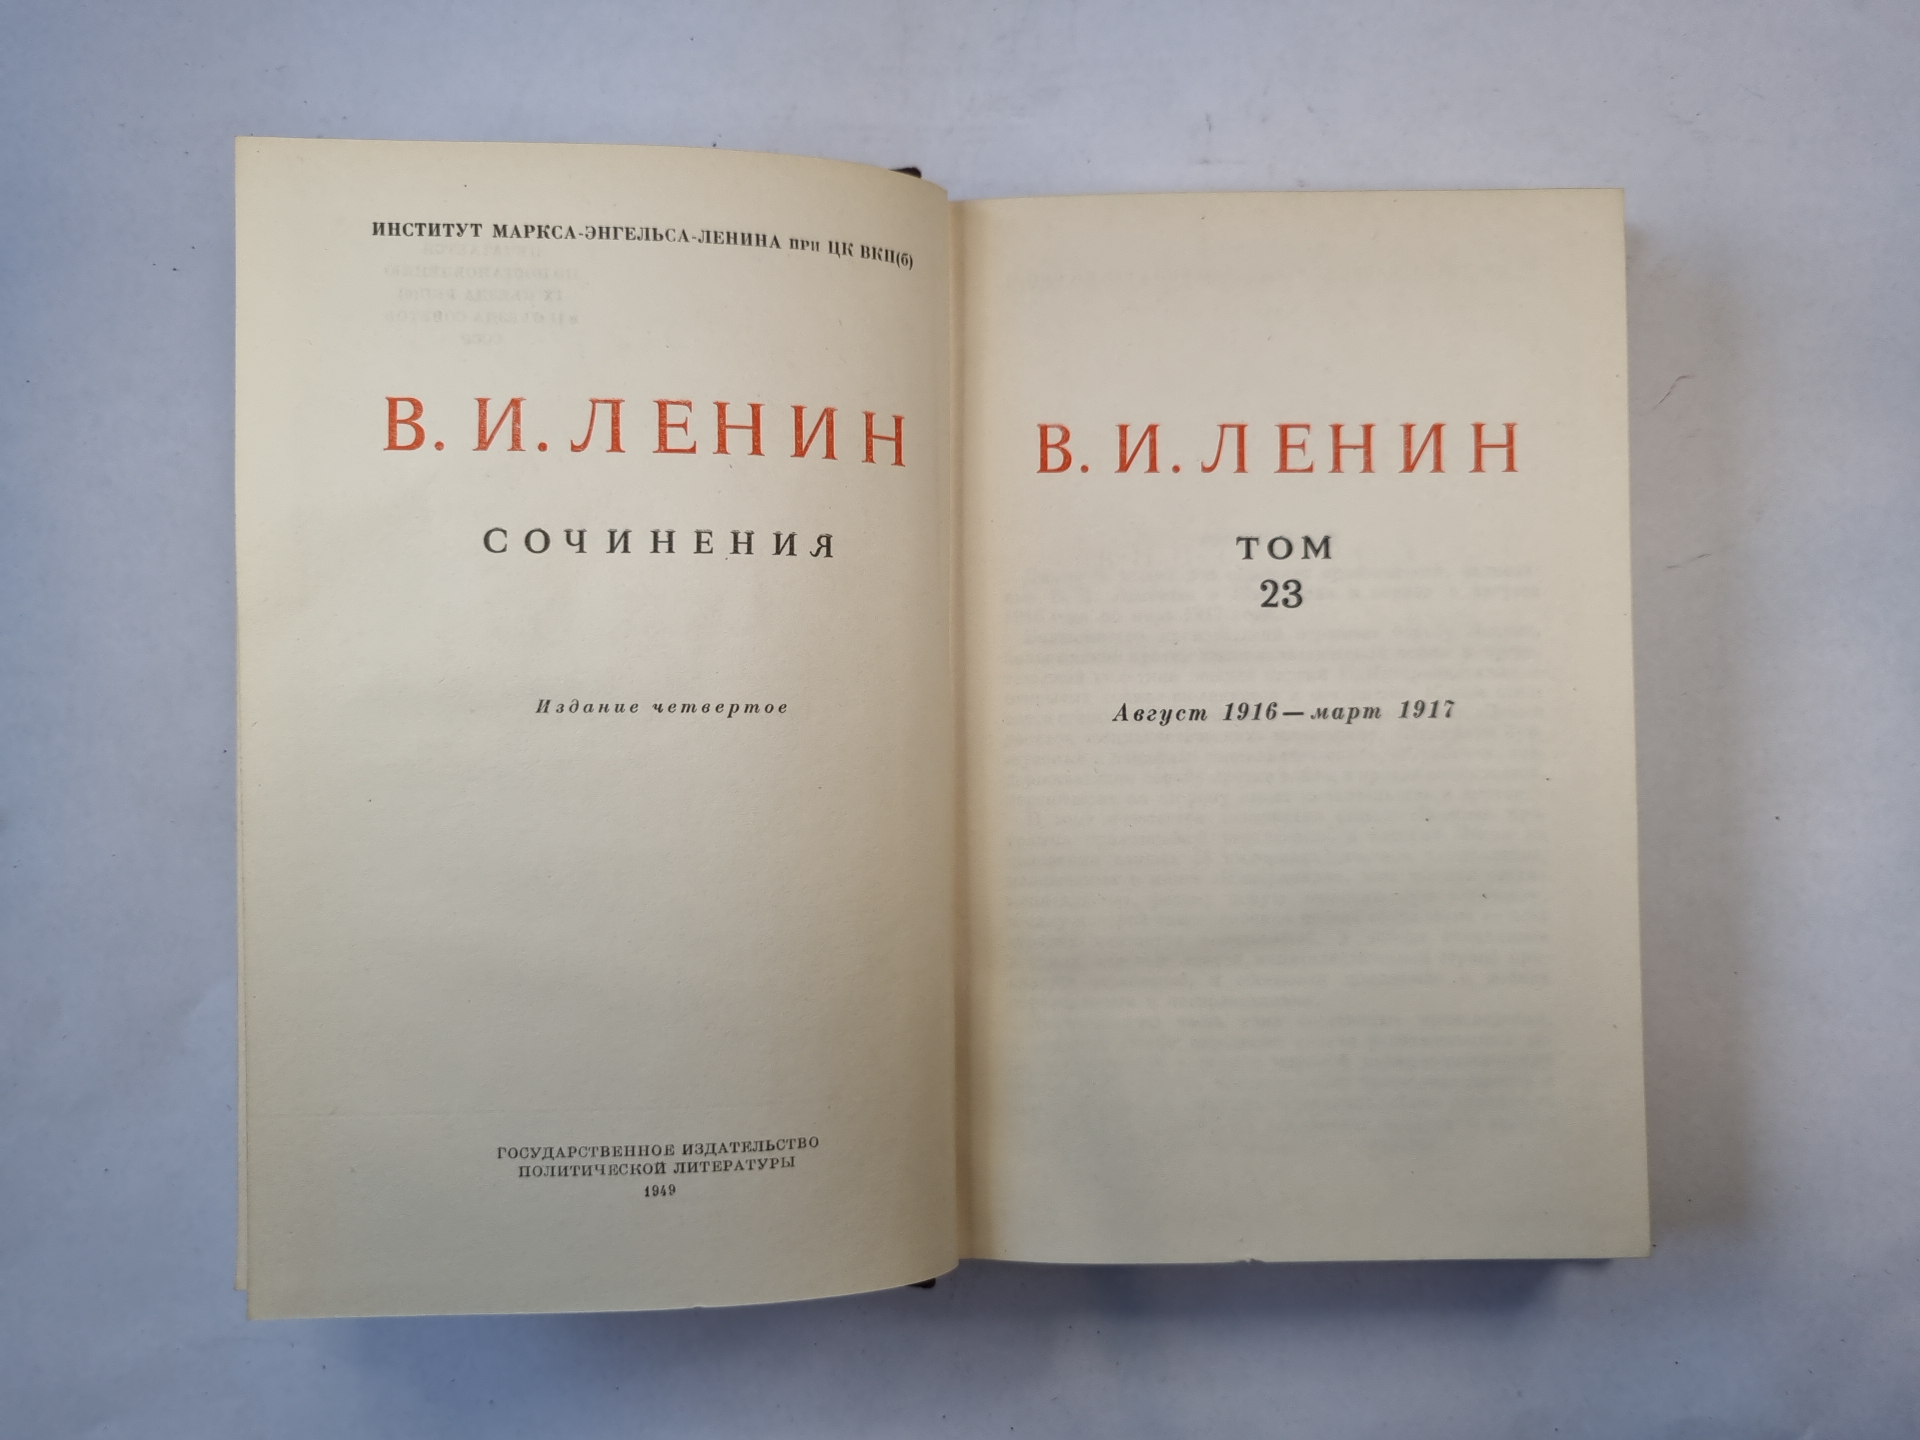 ИНСТИТУТ МАРКСА-ЭНГЕЛЬСА-ЛЕНИНА ПРИ ЦК ВКП(б)
В. И. ЛЕНИН
СОЧИНЕНИЯ
Издание четвертое
ГОСУДАРСТВЕННОЕ ИЗДАТЕЛЬСТВО
ПОЛИТИЧЕСКОЙ ЛИТЕРАТУРЫ
1949
В. И. ЛЕНИН
ТОМ
23
Август 1916 — март 1917